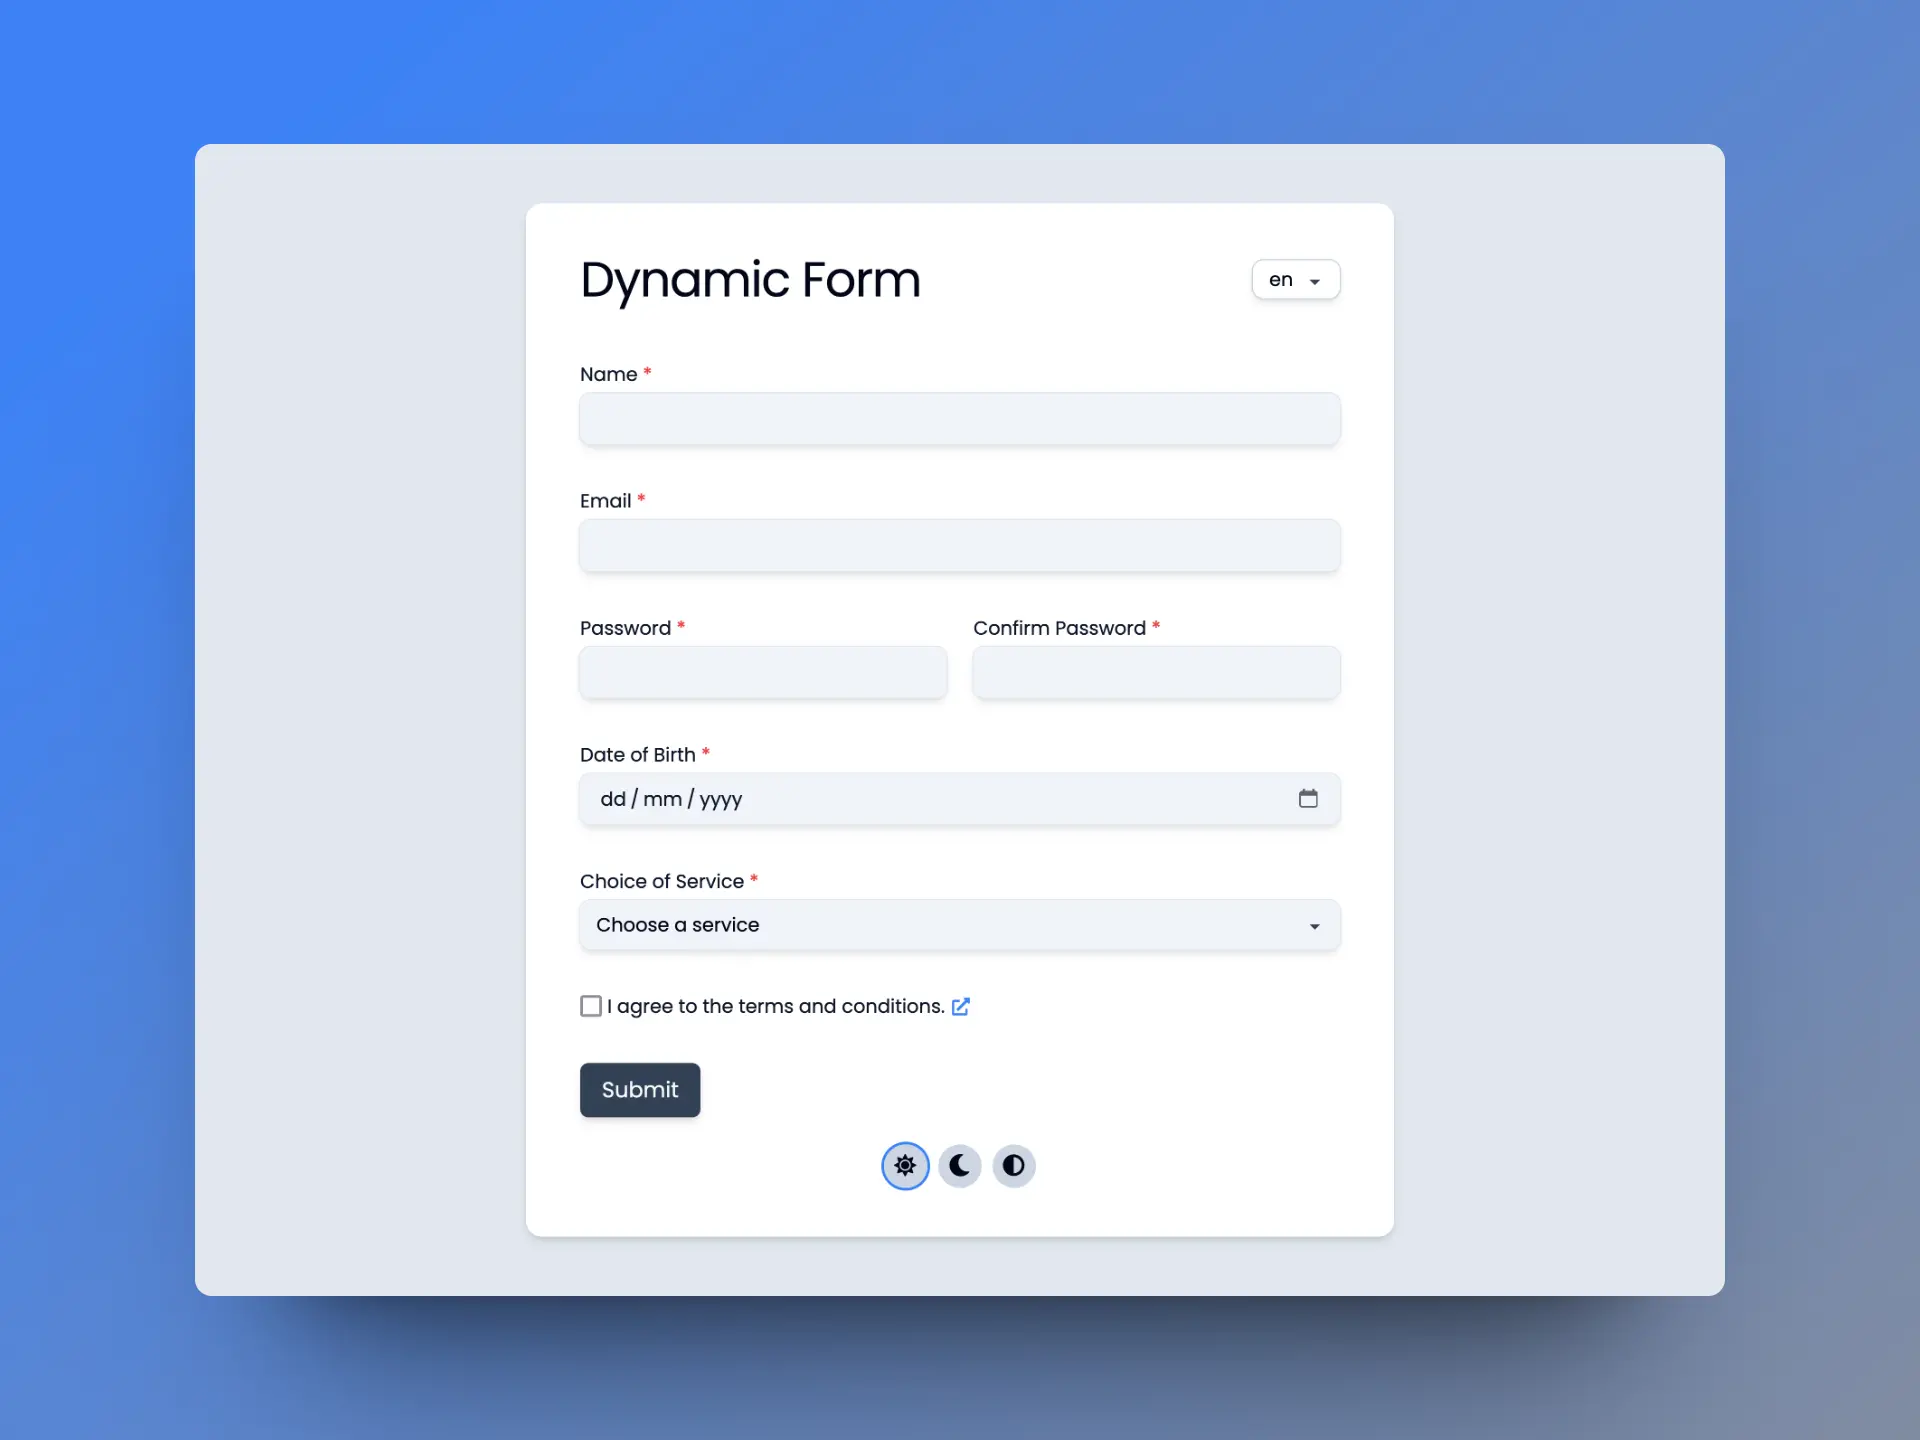 Dynamic Form
en
Name *
Email *
Password *
Confirm Password *
Date of Birth *
dd / mm / yyyy
Choice of Service *
Choose a service
I agree to the terms and conditions.
Submit